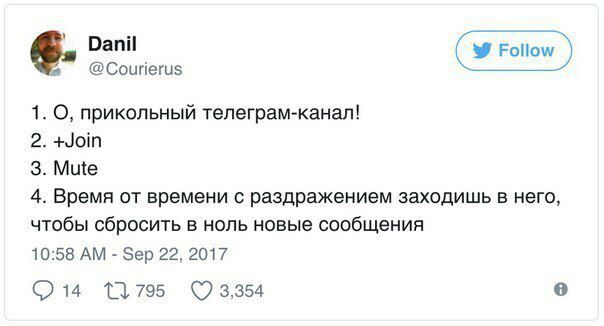 Danil
@Courierus
Follow
1. О, прикольный телеграм-канал!
2. +Join
3. Mute
4. Время от времени с раздражением заходишь в него,
чтобы сбросить в ноль новые сообщения
10:58 AM - Sep 22, 2017
14 795 3,354